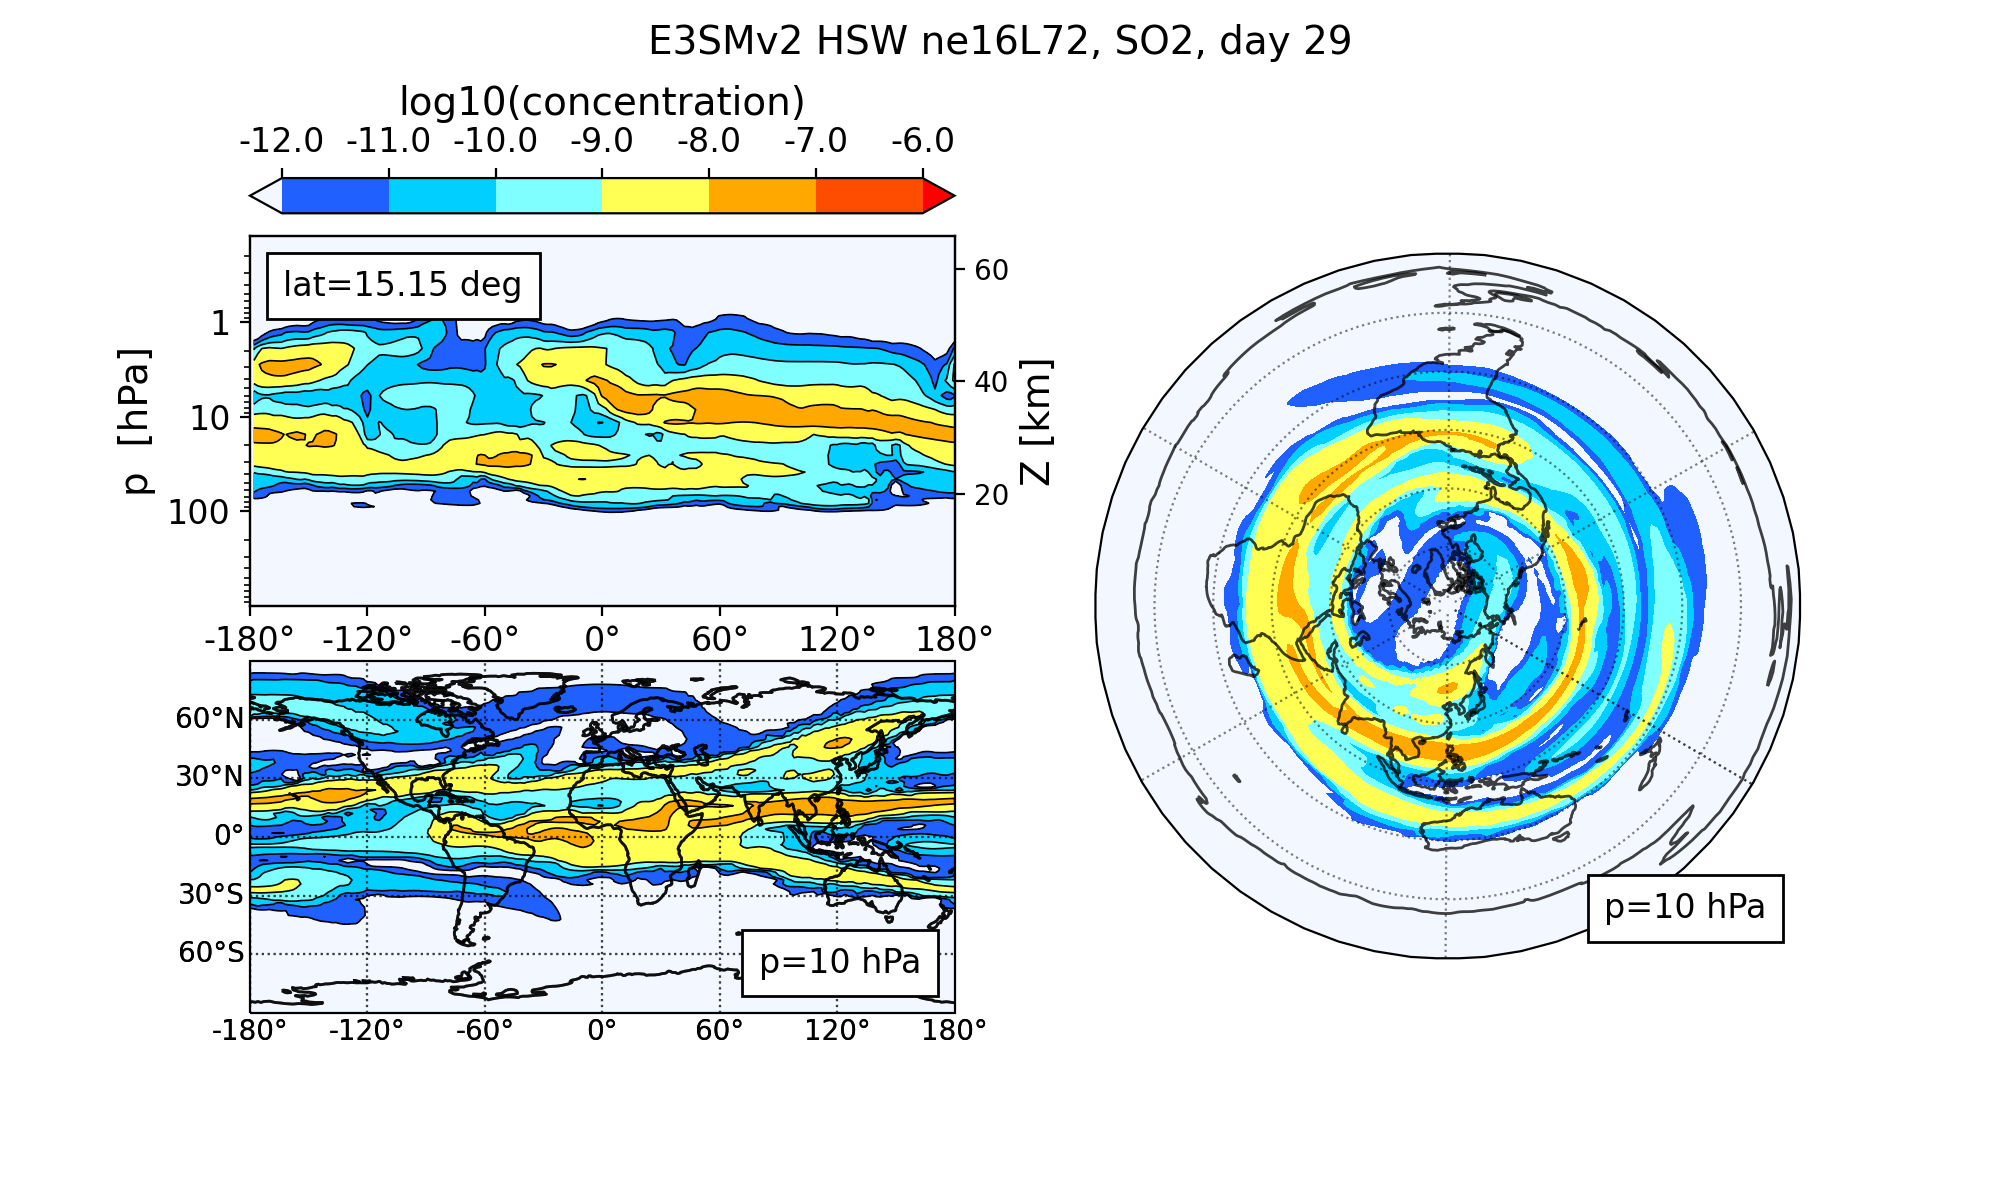 E3SMv2 HSW ne16L72, SO2, day 29
log10(concentration)
-12.0 -11.0 -10.0 -9.0 -8.0 -7.0 -6.0
lat=15.15 deg
p [hPa]
1
10
100
Z [km]
60
40
20
-180° -120° -60° 0° 60° 120° 180°
60°N
30°N
0°
30°S
60°S
p=10 hPa
-180° -120° -60° 0° 60° 120° 180°
p=10 hPa